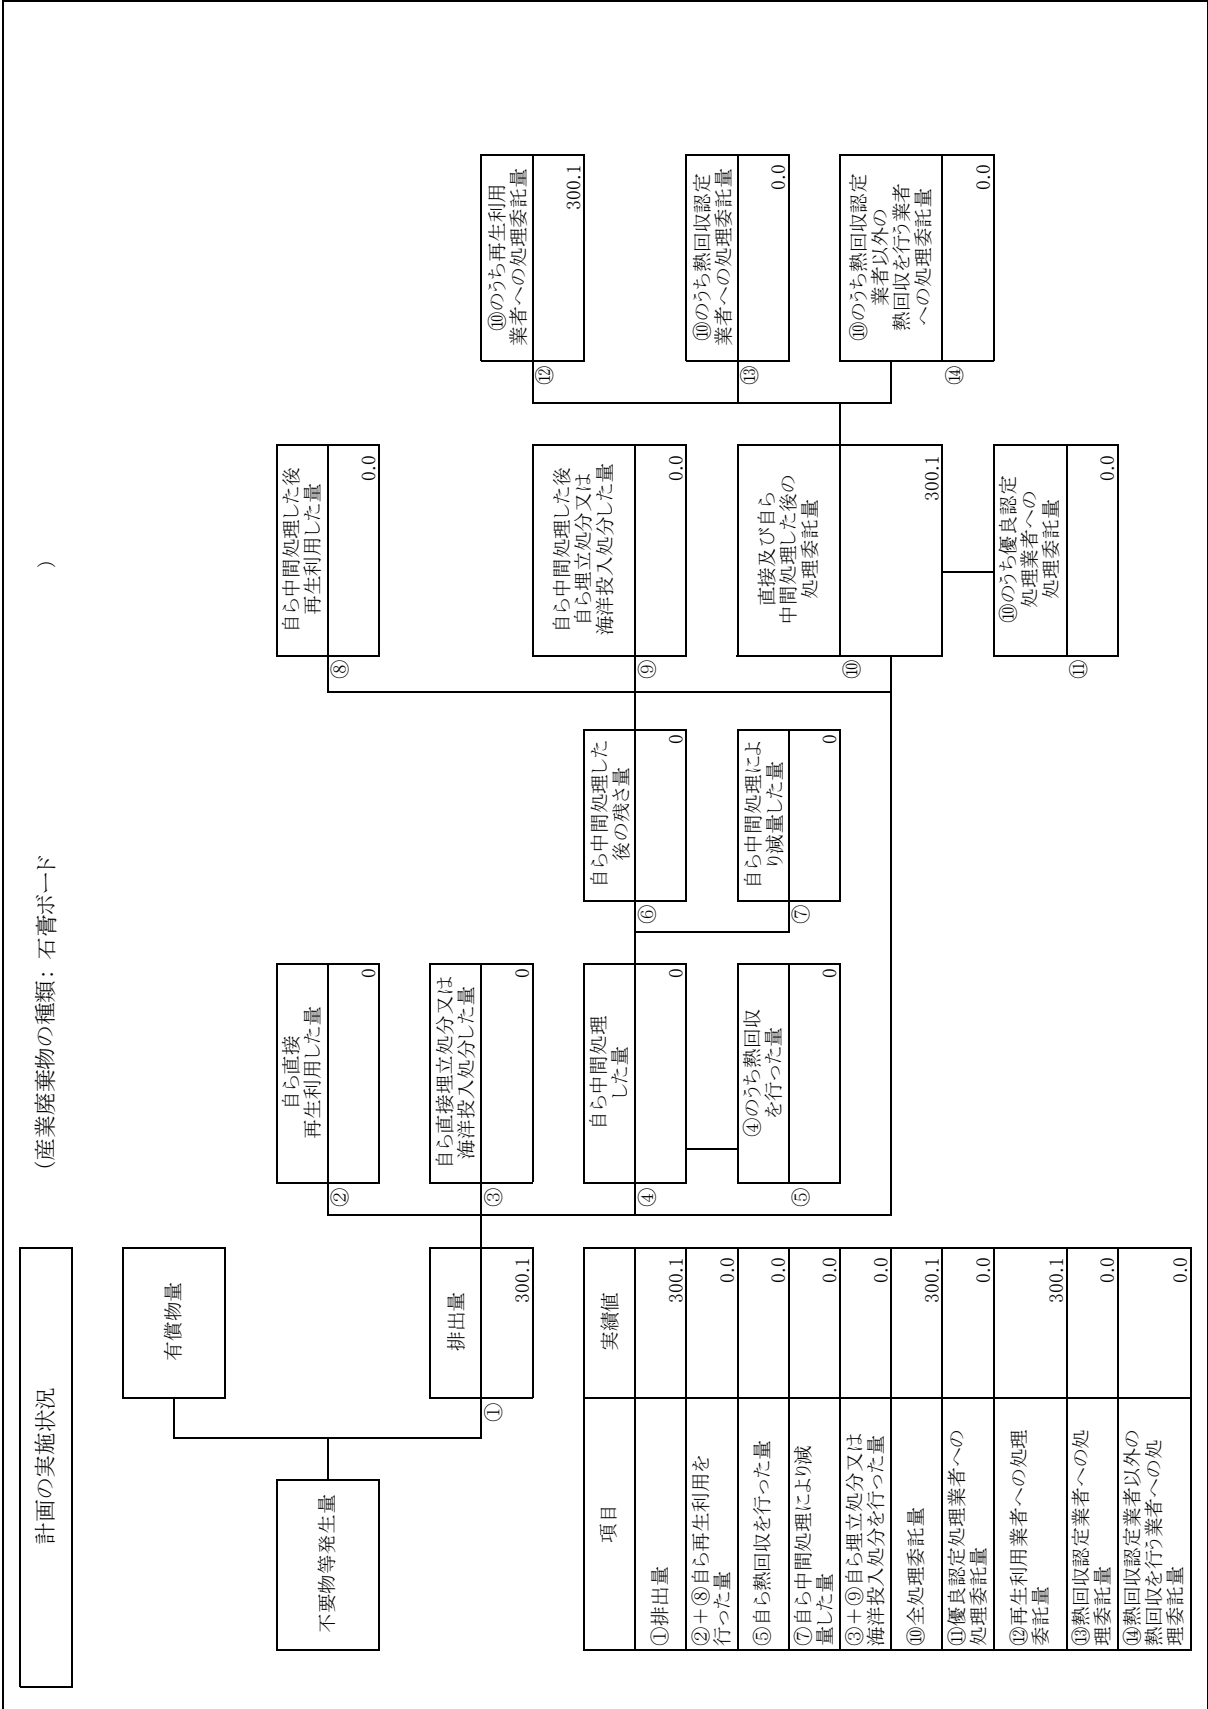 計画の実施状況
(産業廃棄物の種類：石膏ボード　)
不要物等発生量
有償物量
①
排出量
300.1
②
自ら直接
再生利用した量
0
③
自ら直接埋立処分又は
海洋投入処分した量
0
④
自ら中間処理
した量
0
⑤
④のうち熱回収
を行った量
0
⑥
自ら中間処理した
後の残さ量
0
⑦
自ら中間処理によ
り減量した量
0
⑧
自ら中間処理した後
再生利用した量
0.0
⑨
自ら中間処理した後
自ら埋立処分又は
海洋投入処分した量
0.0
⑩
直接及び自ら
中間処理した後の
処理委託量
300.1
⑪
⑩のうち優良認定
処理業者への
処理委託量
0.0
⑫
⑩のうち再生利用
業者への処理委託量
300.1
⑬
⑩のうち熱回収認定
業者への処理委託量
0.0
⑭
⑩のうち熱回収認定
業者以外の
熱回収を行う業者
への処理委託量
0.0
項目 実績値
①排出量 300.1
②＋⑧自ら再生利用を
行った量 0.0
⑤自ら熱回収を行った量 0.0
⑦自ら中間処理により減
量した量 0.0
③＋⑨自ら埋立処分又は
海洋投入処分を行った量 0.0
⑩全処理委託量 300.1
⑪優良認定処理業者への
処理委託量 0.0
⑫再生利用業者への処理
委託量 300.1
⑬熱回収認定業者への処
理委託量 0.0
⑭熱回収認定業者以外の
熱回収を行う業者への処
理委託量 0.0